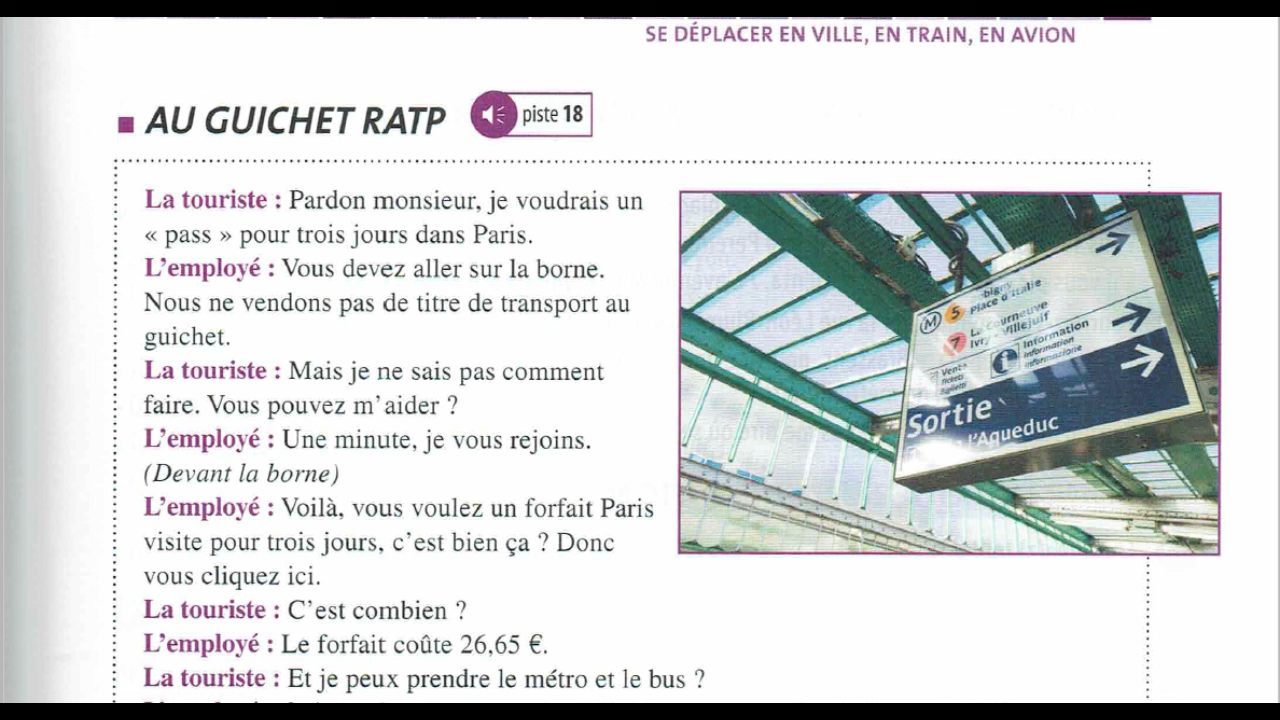 SE DÉPLACER EN VILLE, EN TRAIN, EN AVION
AU GUICHET RATP
piste 18
La touriste : Pardon monsieur, je voudrais un
« pass » pour trois jours dans Paris.
L'employé : Vous devez aller sur la borne.
Nous ne vendons pas de titre de transport au
guichet.
La touriste : Mais je ne sais pas comment
faire. Vous pouvez m'aider ?
L'employé : Une minute, je vous rejoins.
(Devant la borne)
L'employé : Voilà, vous voulez un forfait Paris
visite pour trois jours, c'est bien ça ? Donc
vous cliquez ici.
La touriste : C'est combien ?
L'employé : Le forfait coûte 26,65 €.
La touriste : Et je peux prendre le métro et le bus ?
M 5 Place d'Italie
7 La Courneuve
Ivry Villejuif
i Information
Information
Informazione
Vente
Tickets
Biglietti
Sortie
l'Aqueduc